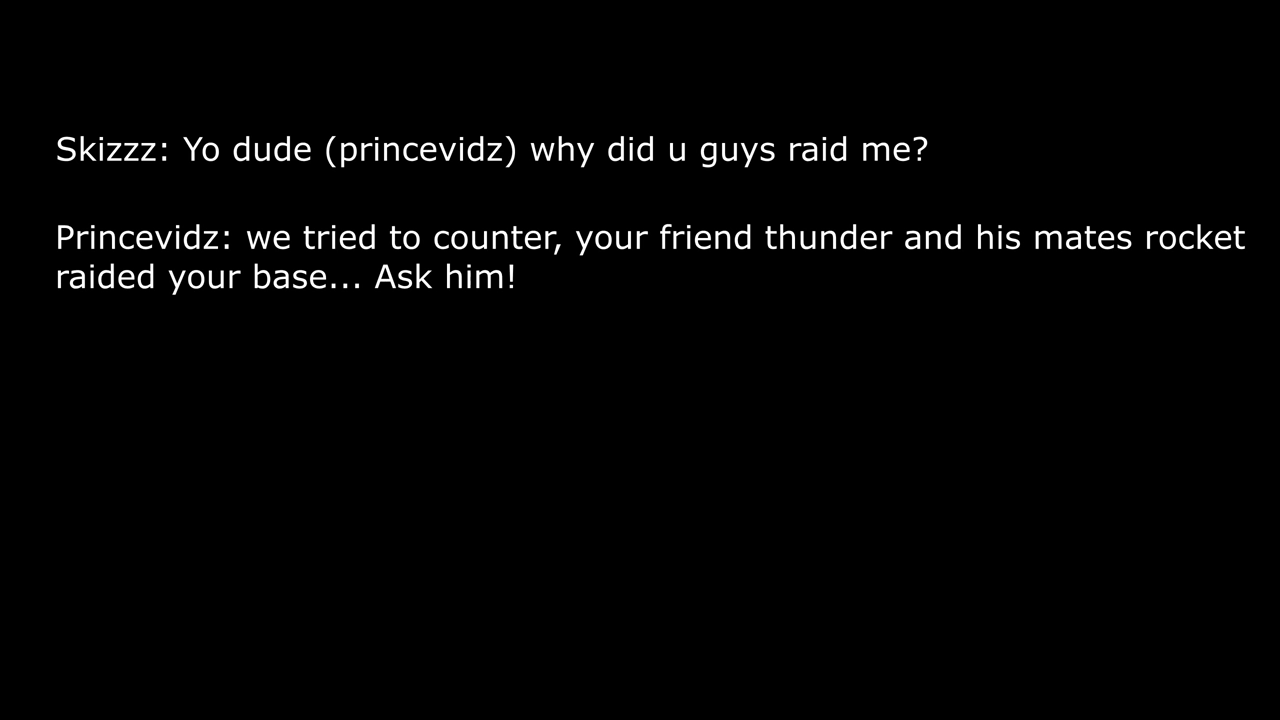 Skizzz: Yo dude (princevidz) why did u guys raid me?
Princevidz: we tried to counter, your friend thunder and his mates rocket
raided your base... Ask him!